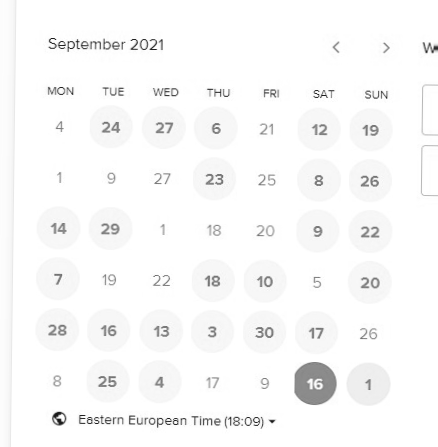 September 2021
MON TUE WED THU FRI SAT SUN
4 24 27 6 21 12 19
1 9 27 23 25 8 26
14 29 1 18 20 9 22
7 19 22 18 10 5 20
28 16 13 3 30 17 26
8 25 4 17 9 16 1
Eastern European Time (18:09)